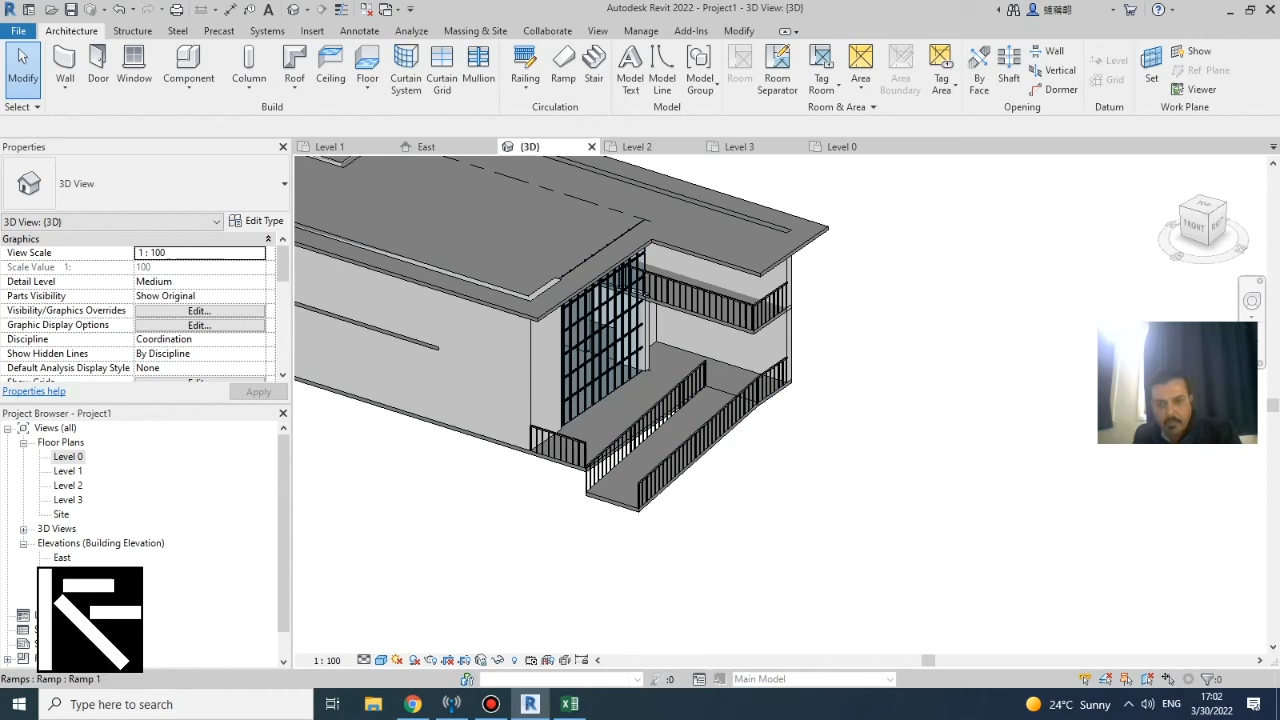 Autodesk Revit 2022 - Project1 - 3D View: {3D}
File Architecture Structure Steel Precast Systems Insert Annotate Analyze Massing & Site Collaborate View Manage Add-Ins Modify
Modify Wall Door Window Component Column Roof Ceiling Floor Curtain System Curtain Grid Mullion Railing Ramp Stair Model Text Model Line Model Group Room Room Separator Tag Room Area Area Boundary Tag Area By Face Shaft Wall Vertical Dormer Level Grid Set Show Ref Plane Viewer
Select Build Circulation Model Room & Area Opening Datum Work Plane
Properties
Level 1 East {3D} Level 2 Level 3 Level 0
3D View
3D View: {3D} Edit Type
Graphics
View Scale 1 : 100
Scale Value 1: 100
Detail Level Medium
Parts Visibility Show Original
Visibility/Graphics Overrides Edit...
Graphic Display Options Edit...
Discipline Coordination
Show Hidden Lines By Discipline
Default Analysis Display Style None
Properties help Apply
Project Browser - Project1
Views (all)
Floor Plans
Level 0
Level 1
Level 2
Level 3
Site
3D Views
Elevations (Building Elevation)
East
TOP
FRONT
1 : 100
Ramps : Ramp : Ramp 1
:0 Main Model :0
Type here to search
24°C Sunny ENG
17:02
3/30/2022